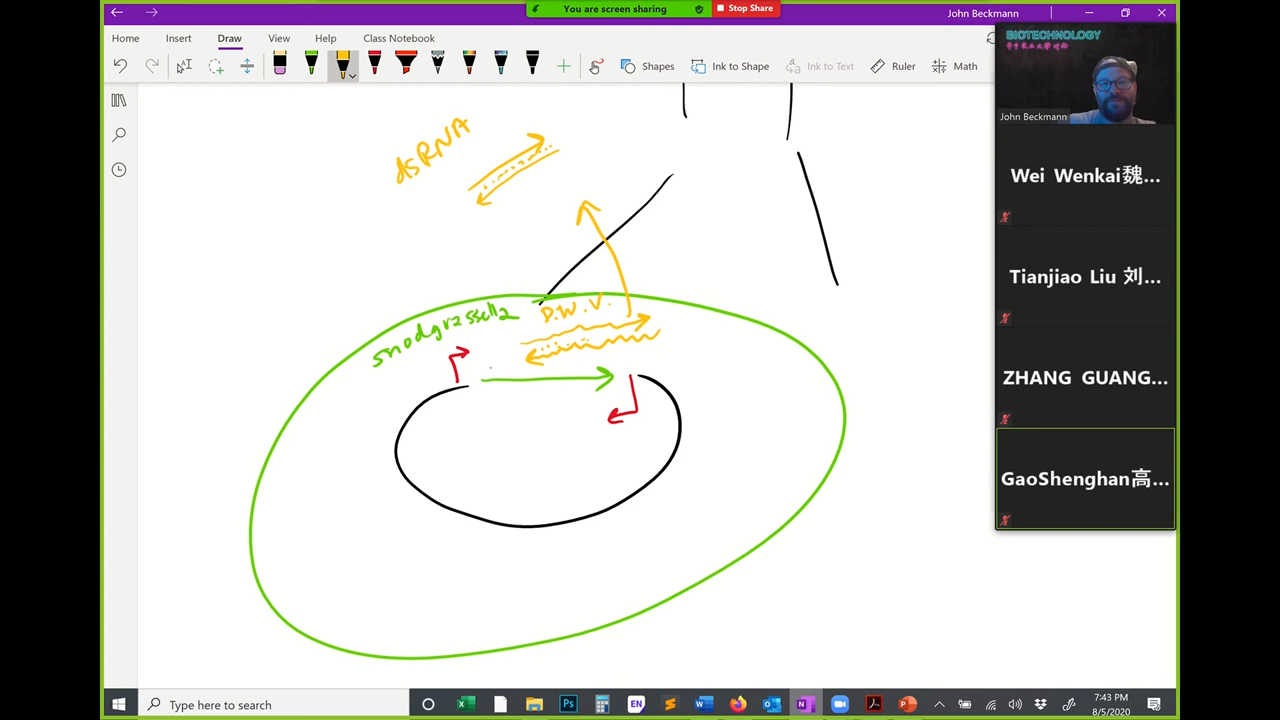 You are screen sharing
Stop Share
John Beckmann
Home Insert Draw View Help Class Notebook
Shapes Ink to Shape Ink to Text Ruler Math
BIOTECHNOLOGY
John Beckmann
Wei Wenkai魏...
Tianjiao Liu 刘...
ZHANG GUANG...
GaoShenghan高...
dsRNA
D.W.V.
snodgrassella
Type here to search
EN
7:43 PM
8/5/2020